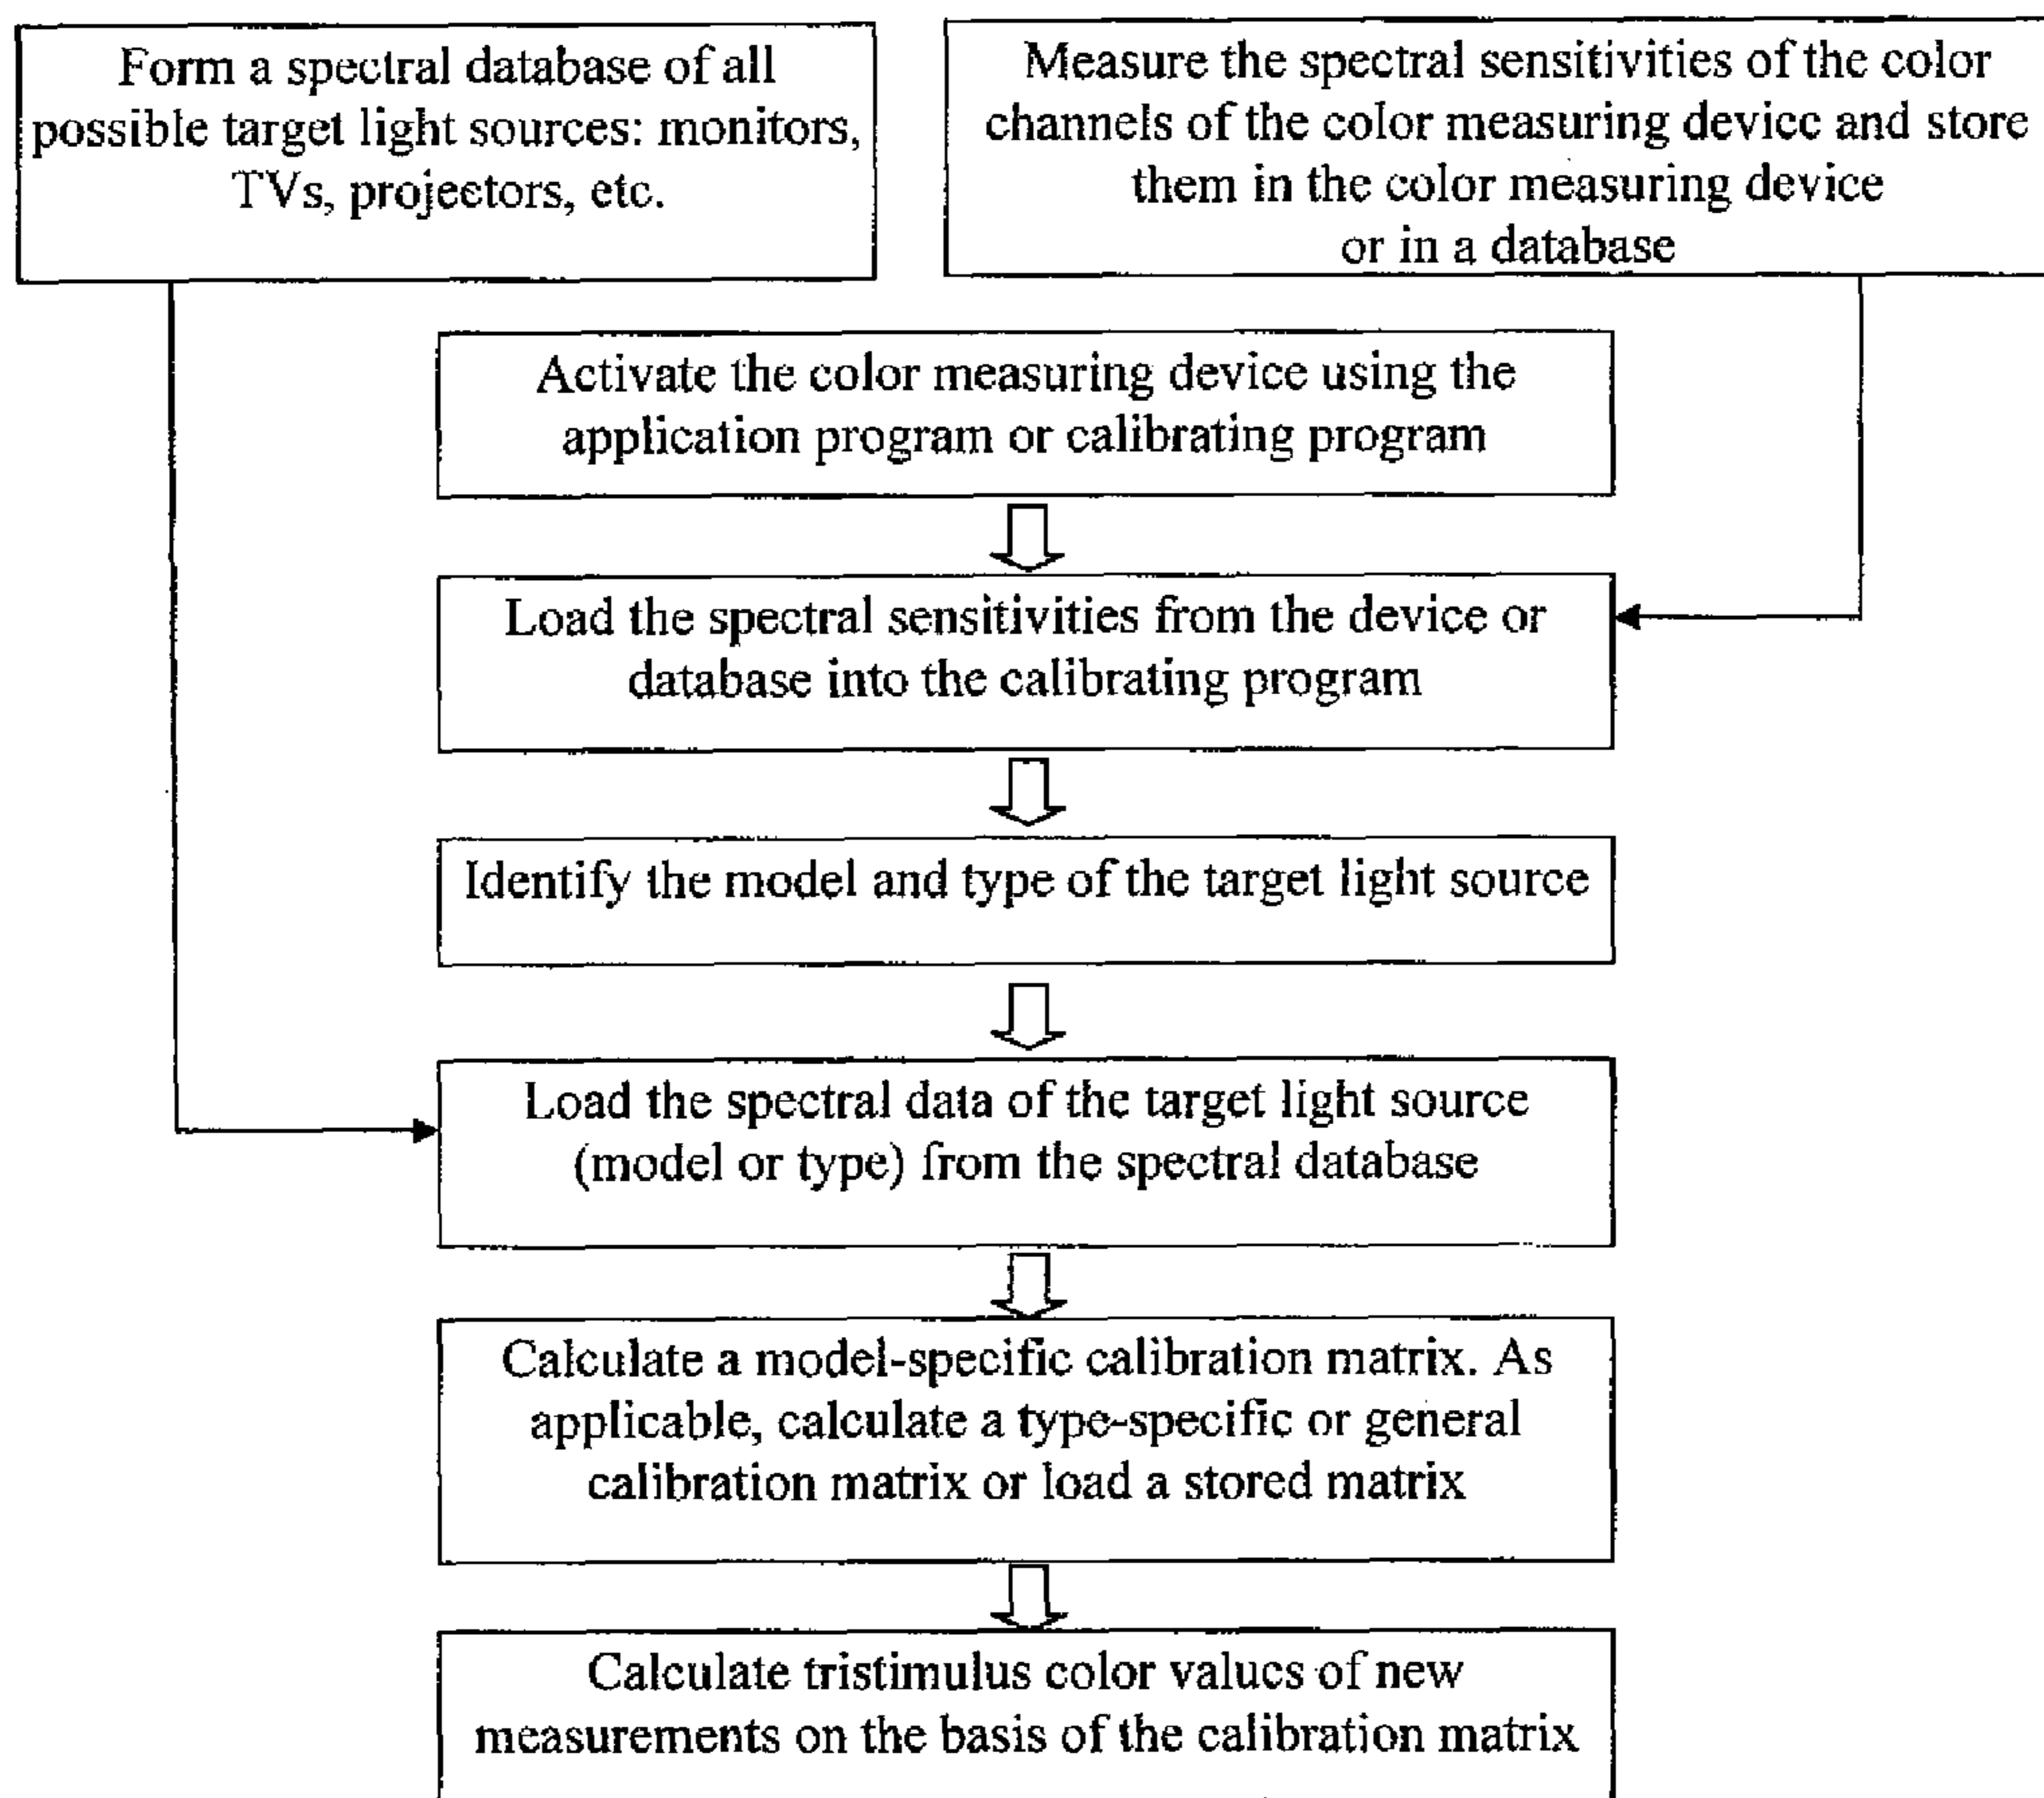 Form a spectral database of all
possible target light sources: monitors,
TVs, projectors, etc.
Measure the spectral sensitivities of the color
channels of the color measuring device and store
them in the color measuring device
or in a database
Activate the color measuring device using the
application program or calibrating program
Load the spectral sensitivities from the device or
database into the calibrating program
Identify the model and type of the target light source
Load the spectral data of the target light source
(model or type) from the spectral database
Calculate a model-specific calibration matrix. As
applicable, calculate a type-specific or general
calibration matrix or load a stored matrix
Calculate tristimulus color values of new
measurements on the basis of the calibration matrix